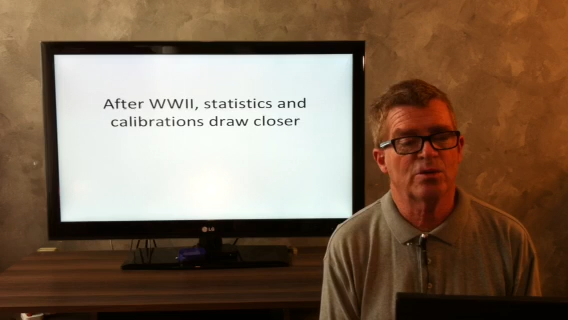 After WWII, statistics and
calibrations draw closer
LG